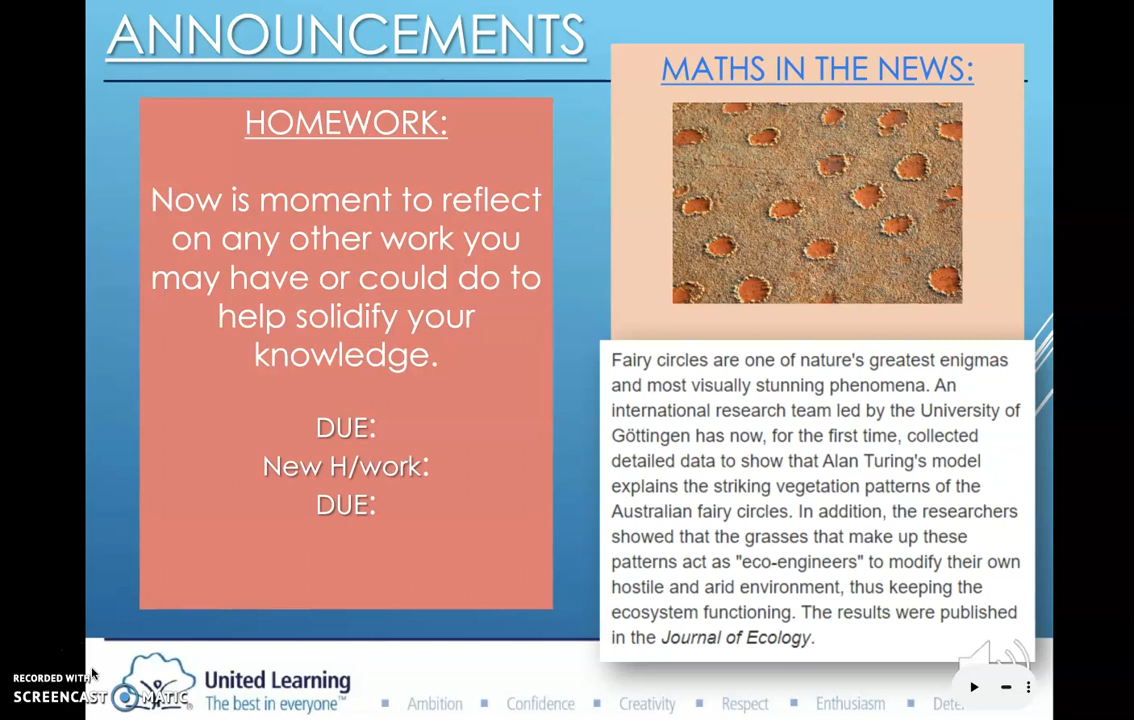 ANNOUNCEMENTS
HOMEWORK:
Now is moment to reflect
on any other work you
may have or could do to
help solidify your
knowledge.
DUE:
New H/work:
DUE:
MATHS IN THE NEWS:
Fairy circles are one of nature's greatest enigmas
and most visually stunning phenomena. An
international research team led by the University of
Göttingen has now, for the first time, collected
detailed data to show that Alan Turing's model
explains the striking vegetation patterns of the
Australian fairy circles. In addition, the researchers
showed that the grasses that make up these
patterns act as "eco-engineers" to modify their own
hostile and arid environment, thus keeping the
ecosystem functioning. The results were published
in the Journal of Ecology.
RECORDED WITH
SCREENCAST MATIC
United Learning
The best in everyone™
Ambition Confidence Creativity Respect Enthusiasm